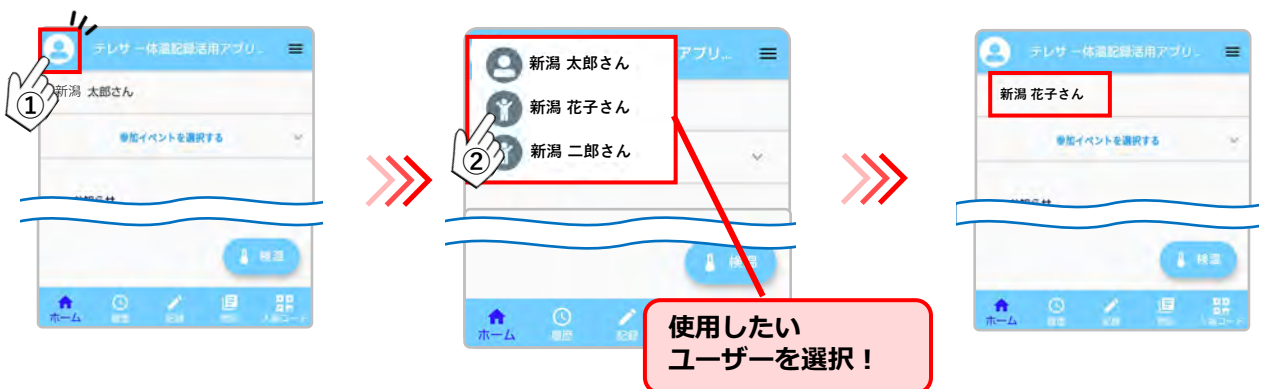 テレサ ー体温記録活用アプリ...
新潟 太郎さん
①
参加イベントを選択する
検温
ホーム
履歴
記録
アプリ...
新潟 太郎さん
新潟 花子さん
新潟 二郎さん
②
検温
ホーム
履歴
記録
使用したい
ユーザーを選択！
テレサ ー体温記録活用アプリ...
新潟 花子さん
参加イベントを選択する
検温
ホーム
履歴
記録